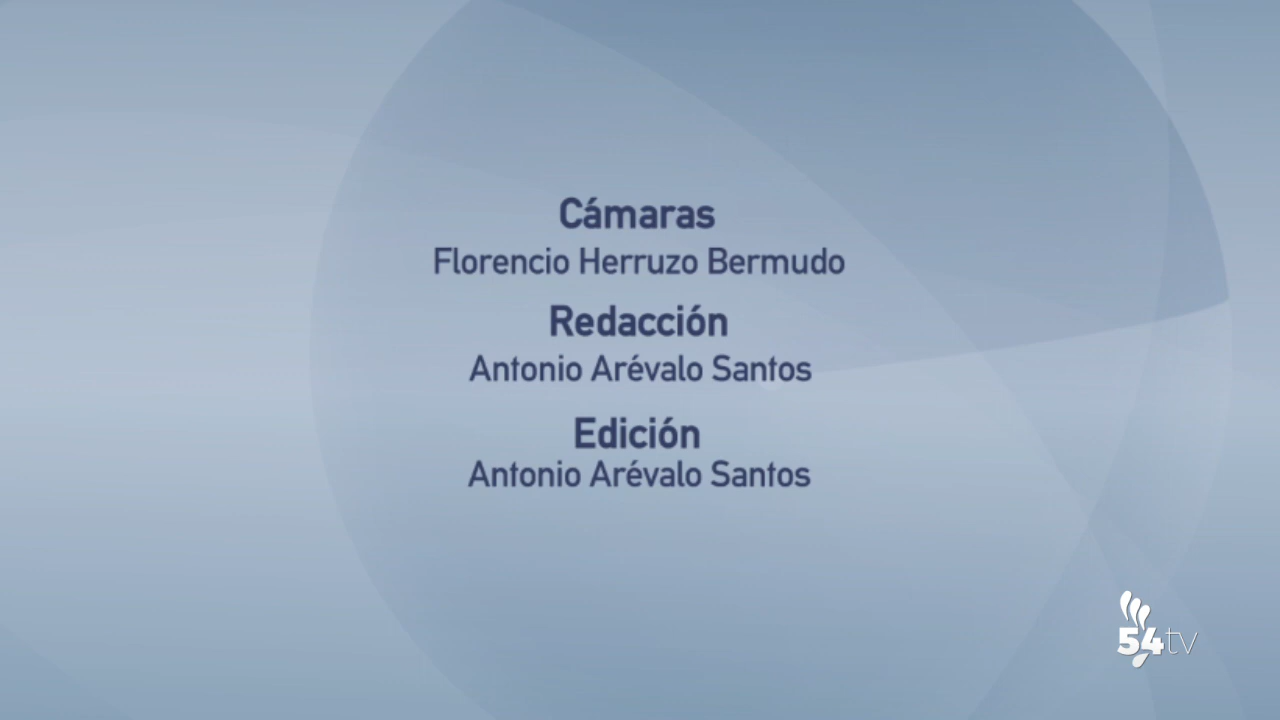 Cámaras
Florencio Herruzo Bermudo
Redacción
Antonio Arévalo Santos
Edición
Antonio Arévalo Santos
54tv